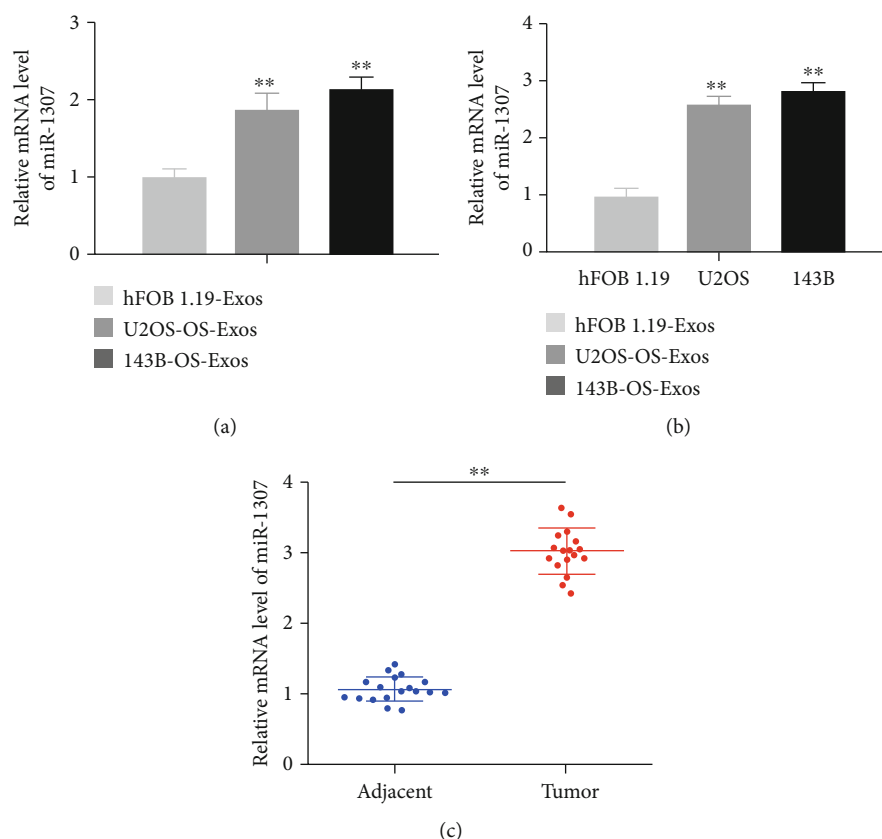 Relative mRNA level
of miR-1307
3
2
1
0
**
**
hFOB 1.19-Exos
U2OS-OS-Exos
143B-OS-Exos
(a)
Relative mRNA level
of miR-1307
4
3
2
1
0
**
**
hFOB 1.19 U2OS 143B
hFOB 1.19-Exos
U2OS-OS-Exos
143B-OS-Exos
(b)
Relative mRNA level of miR-1307
4
3
2
1
0
**
Adjacent Tumor
(c)